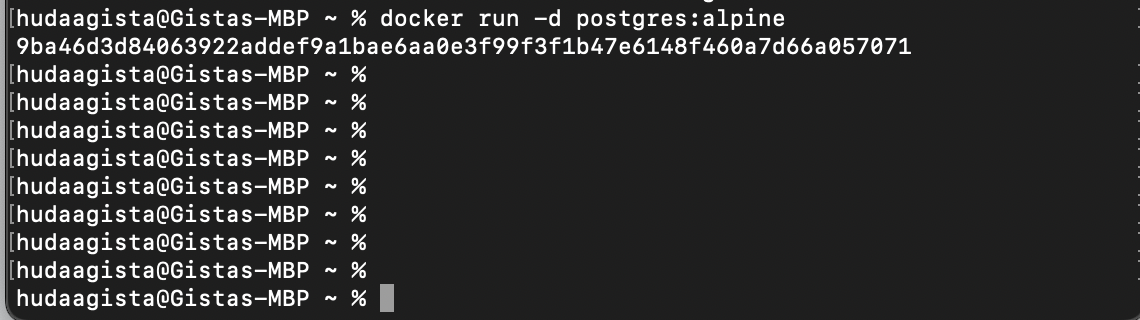 [hudaagista@Gistas-MBP ~ % docker run -d postgres:alpine
9ba46d3d84063922addef9a1bae6aa0e3f99f3f1b47e6148f460a7d66a057071
[hudaagista@Gistas-MBP ~ %
[hudaagista@Gistas-MBP ~ %
[hudaagista@Gistas-MBP ~ %
[hudaagista@Gistas-MBP ~ %
[hudaagista@Gistas-MBP ~ %
[hudaagista@Gistas-MBP ~ %
[hudaagista@Gistas-MBP ~ %
[hudaagista@Gistas-MBP ~ %
hudaagista@Gistas-MBP ~ %